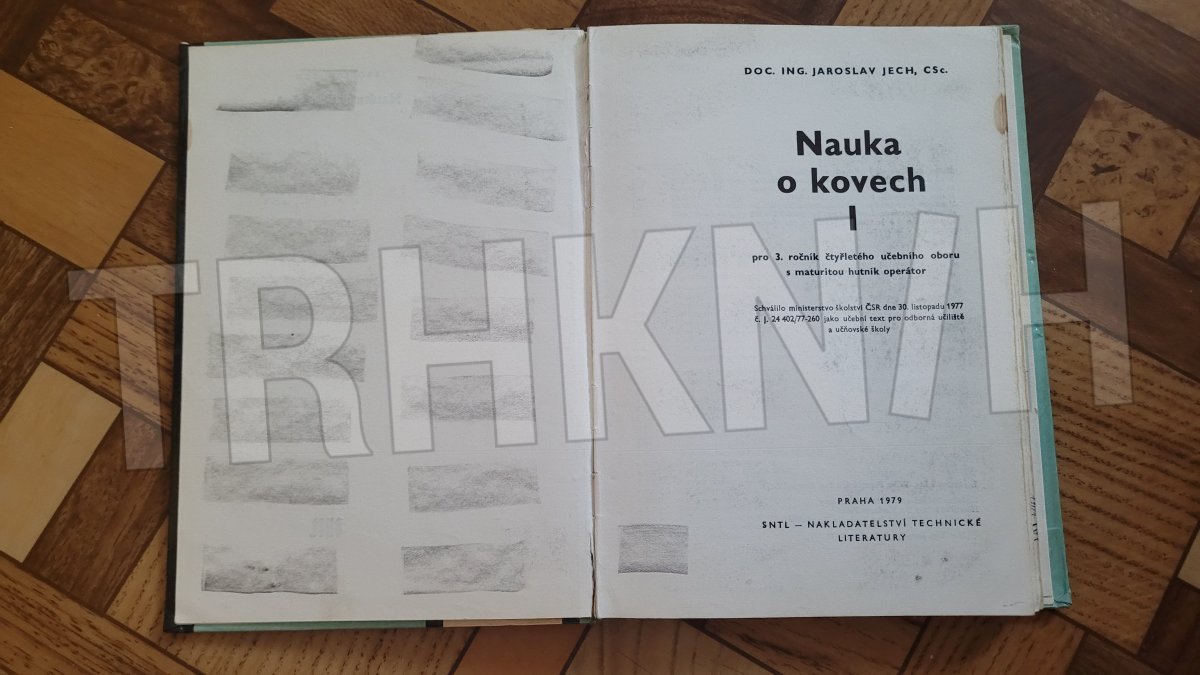 DOC. ING. JAROSLAV JECH, CSc.
Nauka
o kovech
I
pro 3. ročník čtyřletého učebního oboru
s maturitou hutník operátor
Schválilo ministerstvo školství ČSR dne 30. listopadu 1977
č. j. 24 402/77-260 jako učební text pro odborná učiliště
a učňovské školy
TRHKNIH
PRAHA 1979
SNTL – NAKLADATELSTVÍ TECHNICKÉ
LITERATURY